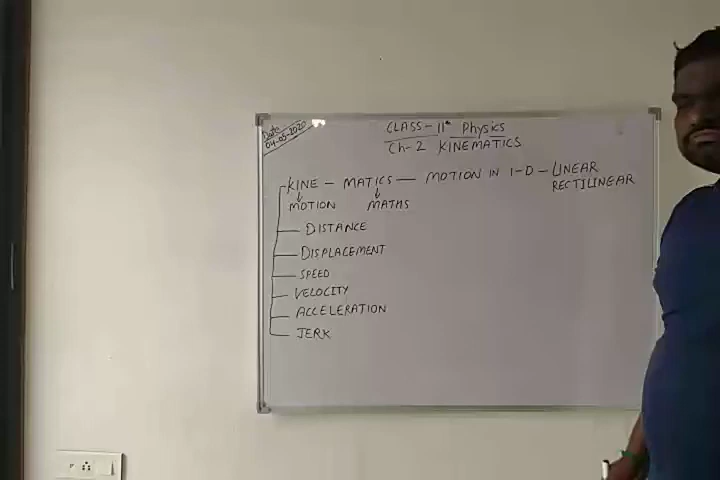 Date
04-05-2020
CLASS-11th Physics
Ch-2 KINEMATICS
KINE - MATICS - MOTION IN 1-D - LINEAR
RECTILINEAR
MOTION MATHS
DISTANCE
DISPLACEMENT
SPEED
VELOCITY
ACCELERATION
JERK